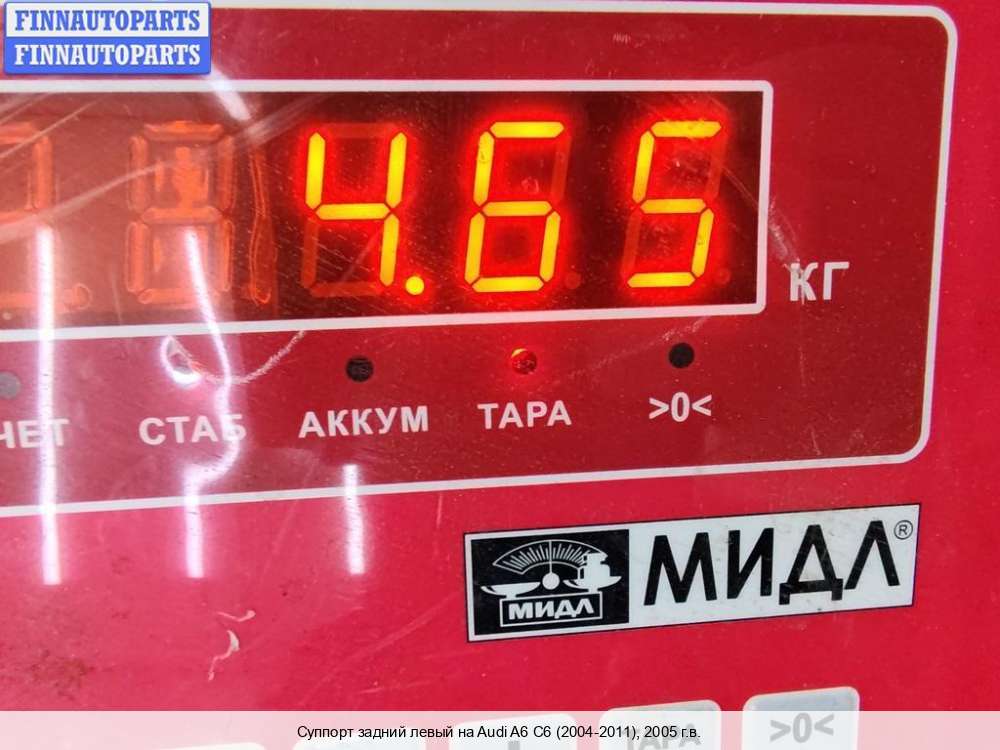 FINNAUTOPARTS
FINNAUTOPARTS
4.65
КГ
СТАБ АККУМ ТАРА >0<
МИДЛ®
МИДЛ
ТАРА >0<
Суппорт задний левый на Audi A6 C6 (2004-2011), 2005 г.в.